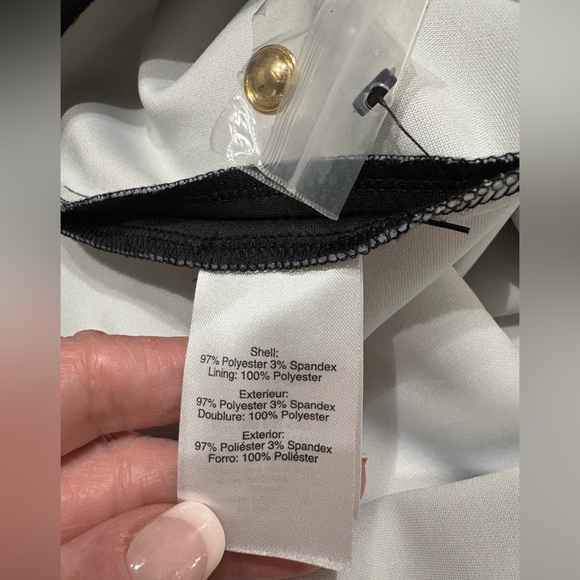 Shell:
97% Polyester 3% Spandex
Lining: 100% Polyester
Exterieur:
97% Polyester 3% Spandex
Doublure: 100% Polyester
Exterior:
97% Poliéster 3% Spandex
Forro: 100% Poliéster